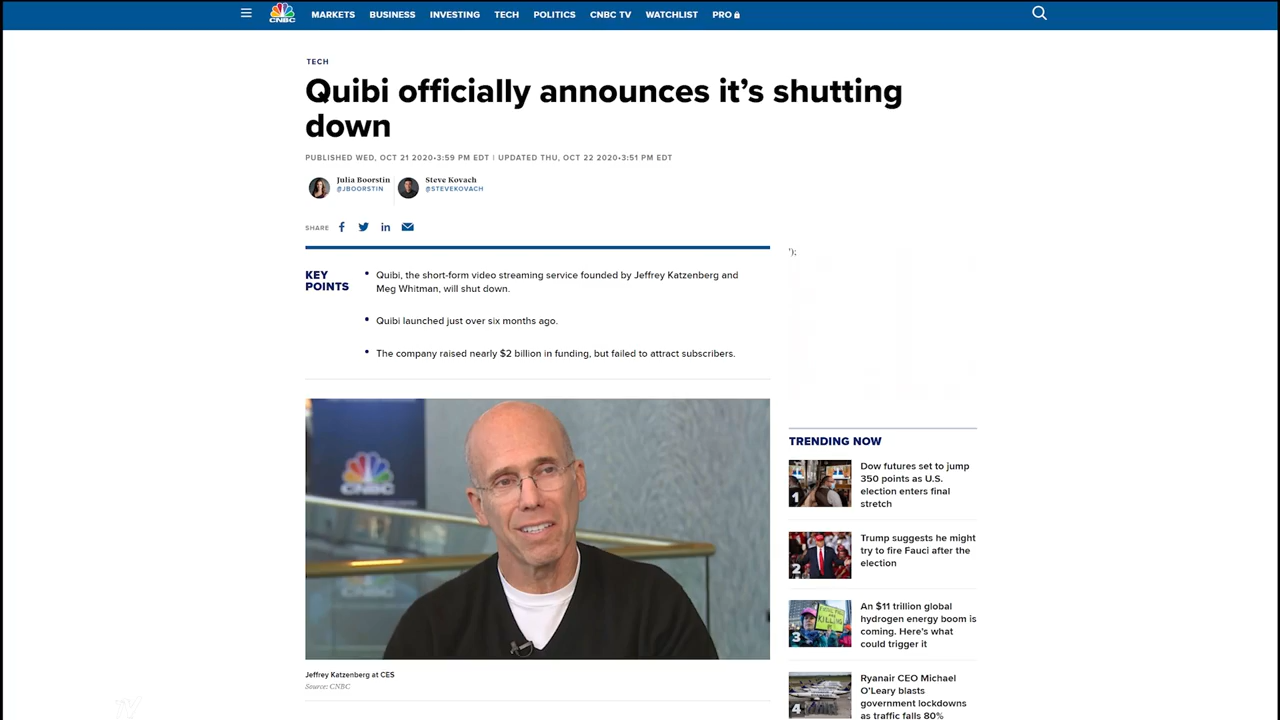 MARKETS BUSINESS INVESTING TECH POLITICS CNBC TV WATCHLIST PRO
CNBC
TECH
Quibi officially announces it's shutting
down
PUBLISHED WED, OCT 21 2020•3:59 PM EDT | UPDATED THU, OCT 22 2020•3:51 PM EDT
Julia Boorstin
@JBOORSTIN
Steve Kovach
@STEVEKOVACH
SHARE
KEY
POINTS
• Quibi, the short-form video streaming service founded by Jeffrey Katzenberg and
Meg Whitman, will shut down.
• Quibi launched just over six months ago.
• The company raised nearly $2 billion in funding, but failed to attract subscribers.
CNBC
Jeffrey Katzenberg at CES
Source: CNBC
');
TRENDING NOW
1
Dow futures set to jump
350 points as U.S.
election enters final
stretch
2
Trump suggests he might
try to fire Fauci after the
election
3
An $11 trillion global
hydrogen energy boom is
coming. Here's what
could trigger it
4
Ryanair CEO Michael
O'Leary blasts
government lockdowns
as traffic falls 80%